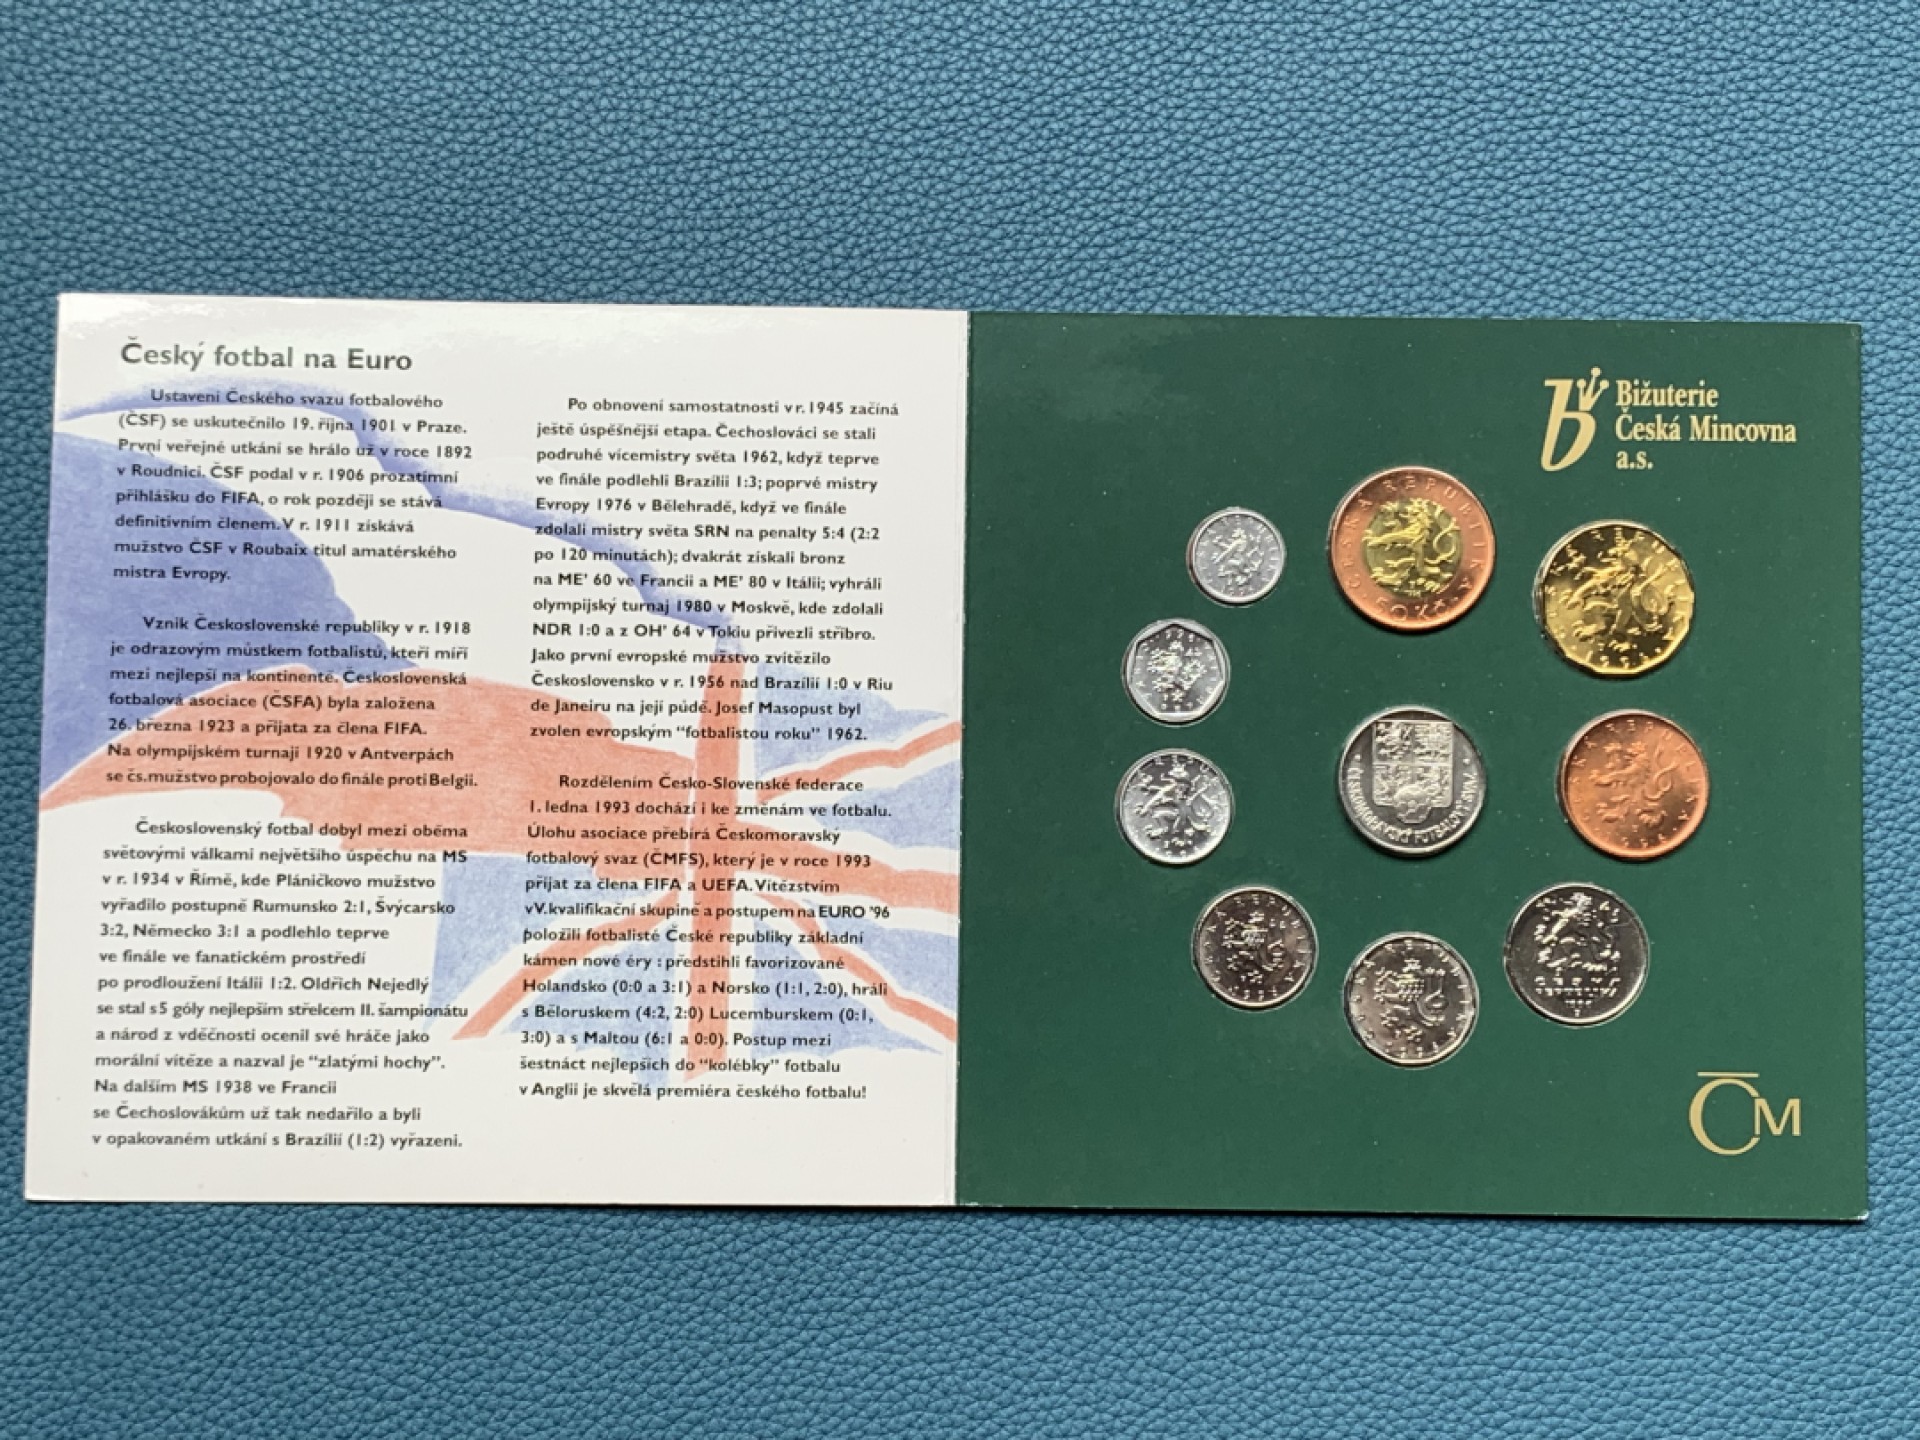 Český fotbal na Euro
Ustavení Českého svazu fotbalového
(ČSF) se uskutečnilo 19. října 1901 v Praze.
První veřejné utkání se hrálo už v roce 1892
v Roudnici. ČSF podal v r. 1906 prozatímní
přihlášku do FIFA, o rok později se stává
definitivním členem. V r. 1911 získává
mužstvo ČSF v Roubaix titul amatérského
mistra Evropy.
Vznik Československé republiky v r. 1918
je odrazovým můstkem fotbalistů, kteří míří
mezi nejlepší na kontinentě. Československá
fotbalová asociace (ČSFA) byla založena
26. března 1923 a přijata za člena FIFA.
Na olympijském turnaji 1920 v Antverpách
se čs.mužstvo probojovalo do finále proti Belgii.
Československý fotbal dobyl mezi oběma
světovými válkami největšího úspěchu na MS
v r. 1934 v Římě, kde Pláničkovo mužstvo
vyřadilo postupně Rumunsko 2:1, Švýcarsko
3:2, Německo 3:1 a podlehlo teprve
ve finále ve fanatickém prostředí
po prodloužení Itálii 1:2. Oldřich Nejedlý
se stal s 5 góly nejlepším střelcem II. šampionátu
a národ z vděčnosti ocenil své hráče jako
morální vítěze a nazval je "zlatými hochy".
Na dalším MS 1938 ve Francii
se Čechoslovákům už tak nedařilo a byli
v opakovaném utkání s Brazílií (1:2) vyřazeni.
Po obnovení samostatnosti v r. 1945 začíná
ještě úspěšnější etapa. Čechoslováci se stali
podruhé vícemistry světa 1962, když teprve
ve finále podlehli Brazílii 1:3; poprvé mistry
Evropy 1976 v Bělehradě, když ve finále
zdolali mistry světa SRN na penalty 5:4 (2:2
po 120 minutách); dvakrát získali bronz
na ME' 60 ve Francii a ME' 80 v Itálii; vyhráli
olympijský turnaj 1980 v Moskvě, kde zdolali
NDR 1:0 a z OH' 64 v Tokiu přivezli stříbro.
Jako první evropské mužstvo zvítězilo
Československo v r. 1956 nad Brazílií 1:0 v Riu
de Janeiru na její půdě. Josef Masopust byl
zvolen evropským "fotbalistou roku" 1962.
Rozdělením Česko-Slovenské federace
1. ledna 1993 dochází i ke změnám ve fotbalu.
Úlohu asociace přebírá Českomoravský
fotbalový svaz (ČMFS), který je v roce 1993
přijat za člena FIFA a UEFA. Vítězstvím
v V. kvalifikační skupině a postupem na EURO '96
položili fotbalisté České republiky základní
kámen nové éry : předstihli favorizované
Holandsko (0:0 a 3:1) a Norsko (1:1, 2:0), hráli
s Běloruskem (4:2, 2:0) Lucemburskem (0:1,
3:0) a s Maltou (6:1 a 0:0). Postup mezi
šestnáct nejlepších do "kolébky" fotbalu
v Anglii je skvělá premiéra českého fotbalu!
Bižuterie
Česká Mincovna
a.s.
ČESKÁ REPUBLIKA
50 Kč
ČESKOMORAVSKÝ FOTBALOVÝ SVAZ
ČESKÁ
REPUBLIKA
ČM